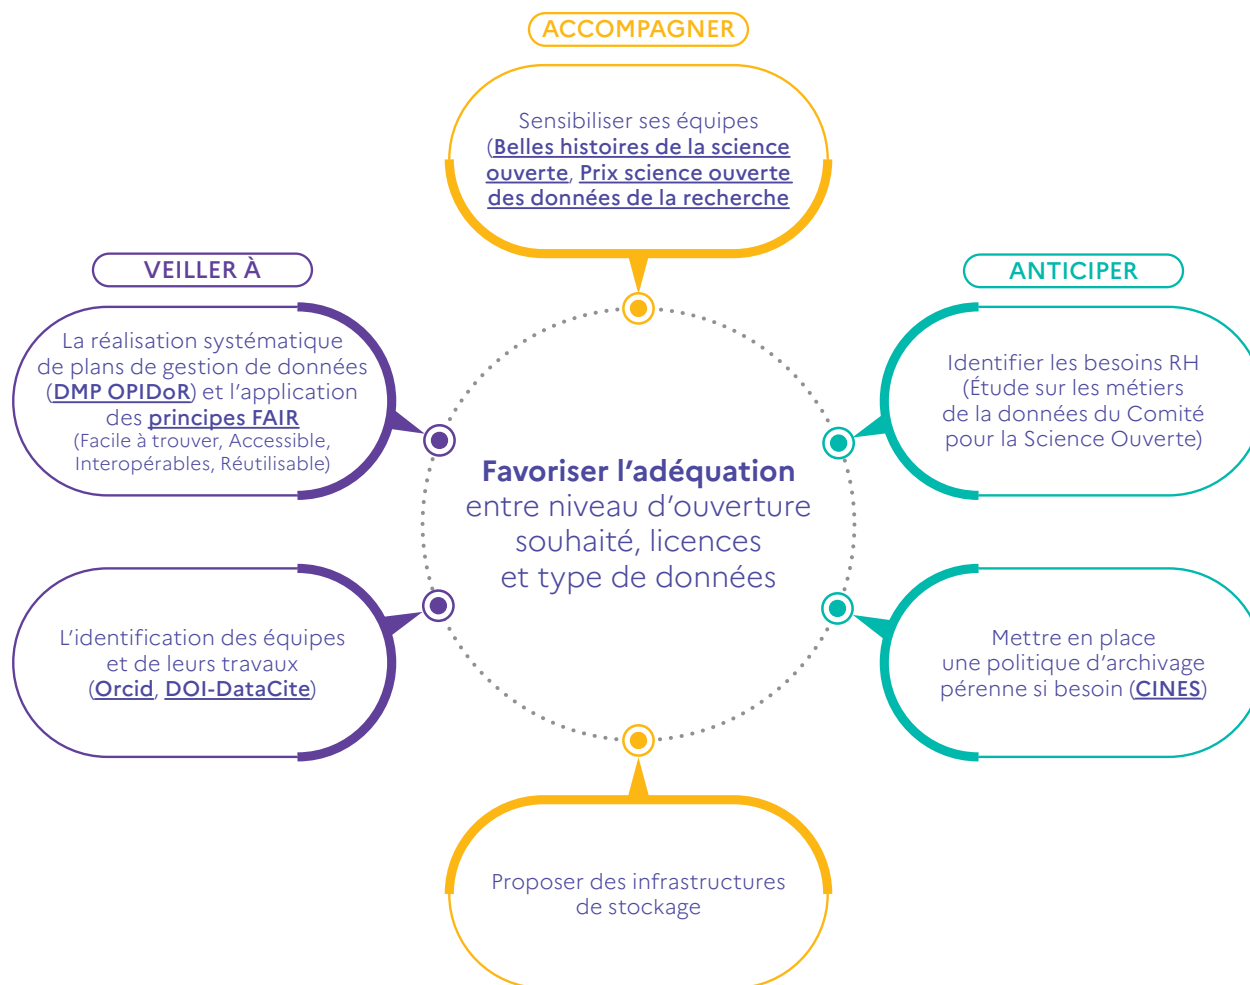 ACCOMPAGNER
Sensibiliser ses équipes
(Belles histoires de la science
ouverte, Prix science ouverte
des données de la recherche
VEILLER À
La réalisation systématique
de plans de gestion de données
(DMP OPIDoR) et l’application
des principes FAIR
(Facile à trouver, Accessible,
Interopérables, Réutilisable)
L’identification des équipes
et de leurs travaux
(Orcid, DOI-DataCite)
Favoriser l’adéquation
entre niveau d’ouverture
souhaité, licences
et type de données
ANTICIPER
Identifier les besoins RH
(Étude sur les métiers
de la données du Comité
pour la Science Ouverte)
Mettre en place
une politique d’archivage
pérenne si besoin (CINES)
Proposer des infrastructures
de stockage